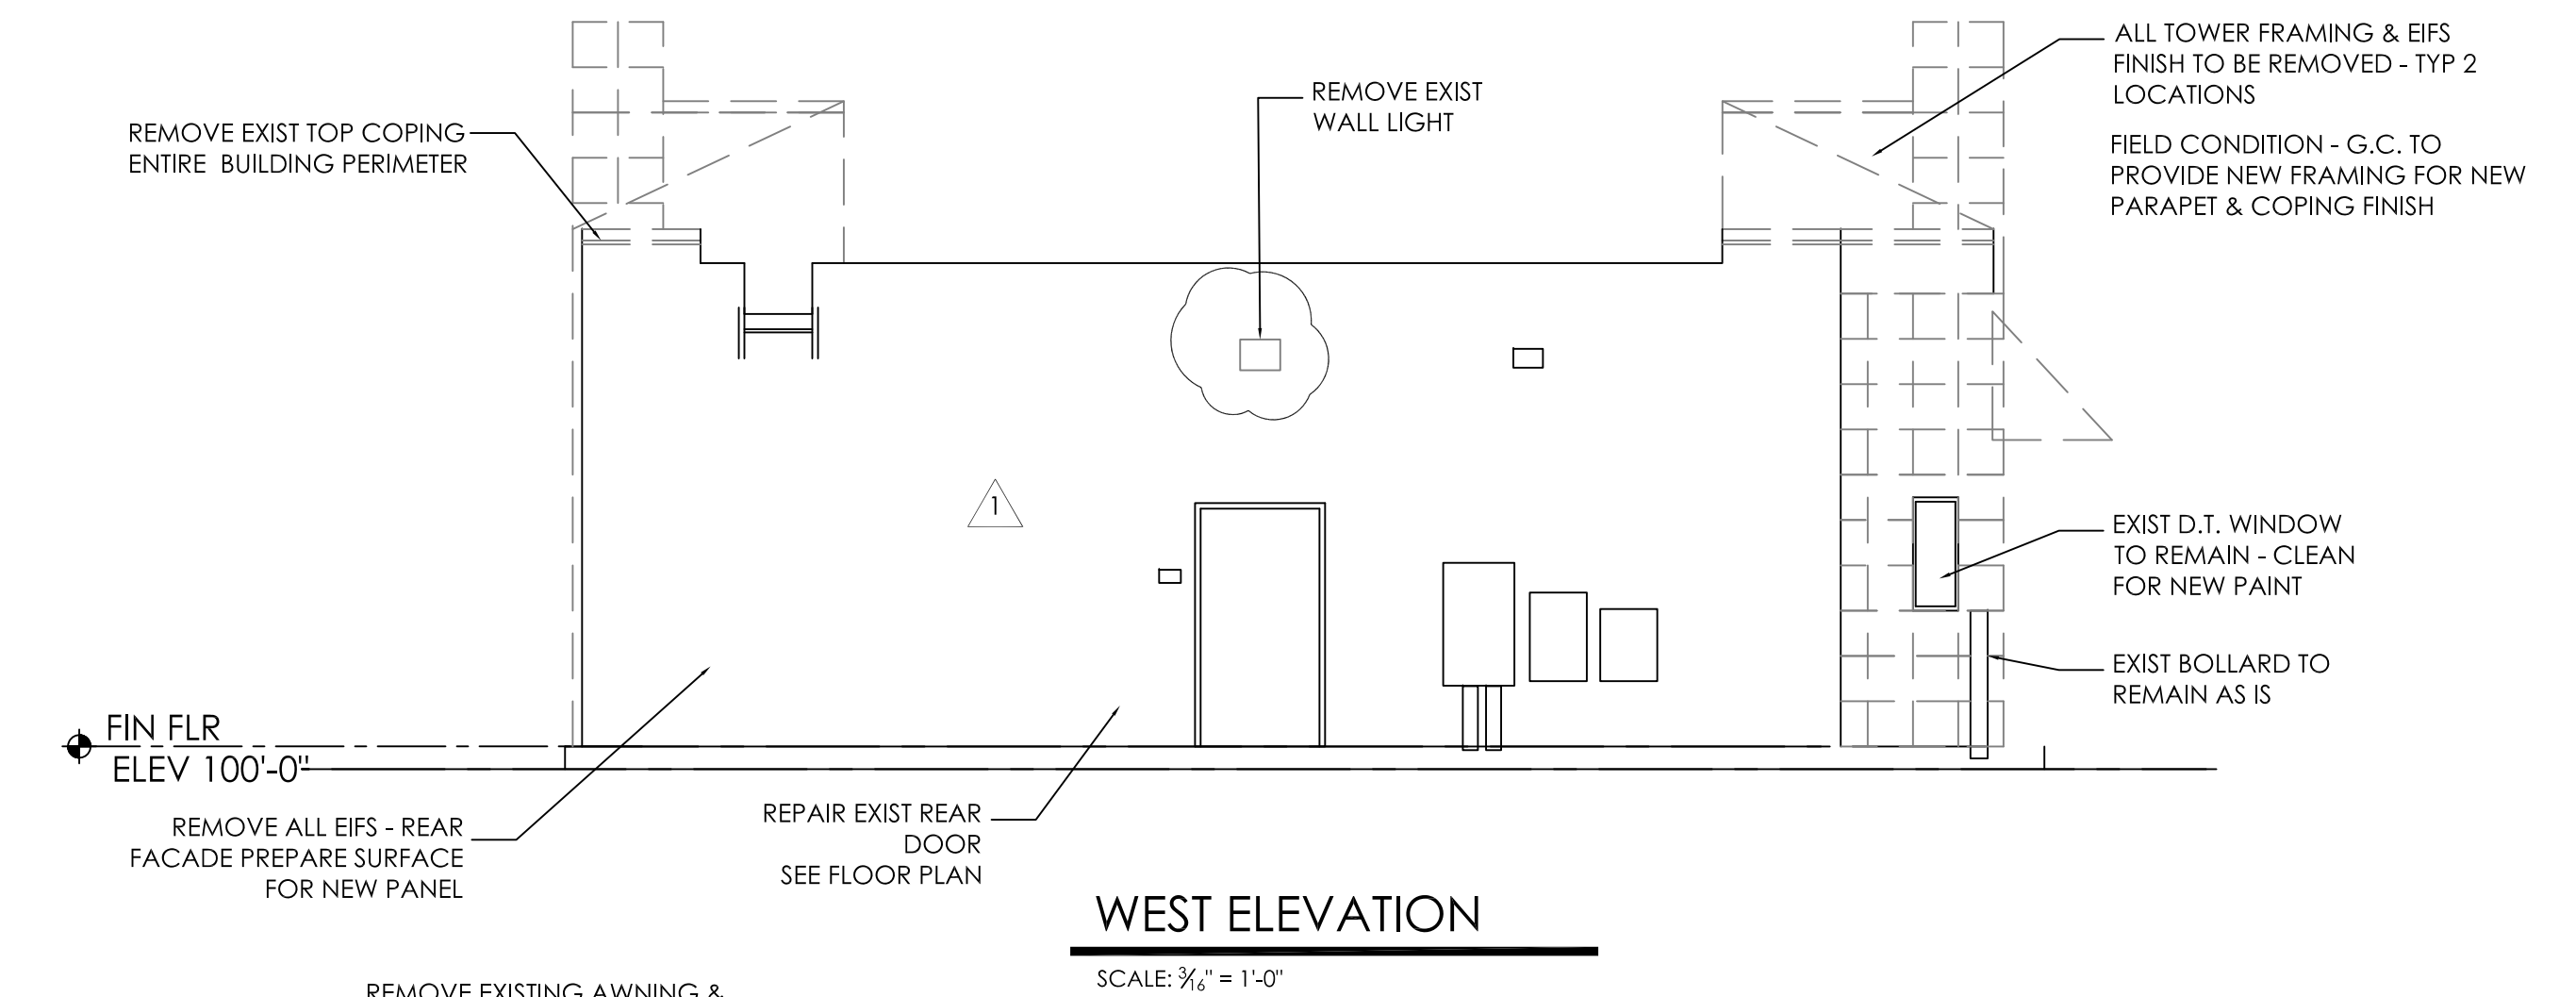 ALL TOWER FRAMING & EIFS
FINISH TO BE REMOVED - TYP 2
LOCATIONS
FIELD CONDITION - G.C. TO
PROVIDE NEW FRAMING FOR NEW
PARAPET & COPING FINISH
REMOVE EXIST
WALL LIGHT
REMOVE EXIST TOP COPING
ENTIRE BUILDING PERIMETER
1
EXIST D.T. WINDOW
TO REMAIN - CLEAN
FOR NEW PAINT
EXIST BOLLARD TO
REMAIN AS IS
FIN FLR
ELEV 100'-0"
REMOVE ALL EIFS - REAR
FACADE PREPARE SURFACE
FOR NEW PANEL
REPAIR EXIST REAR
DOOR
SEE FLOOR PLAN
WEST ELEVATION
SCALE: 3/16" = 1'-0"
REMOVE EXISTING AWNING &